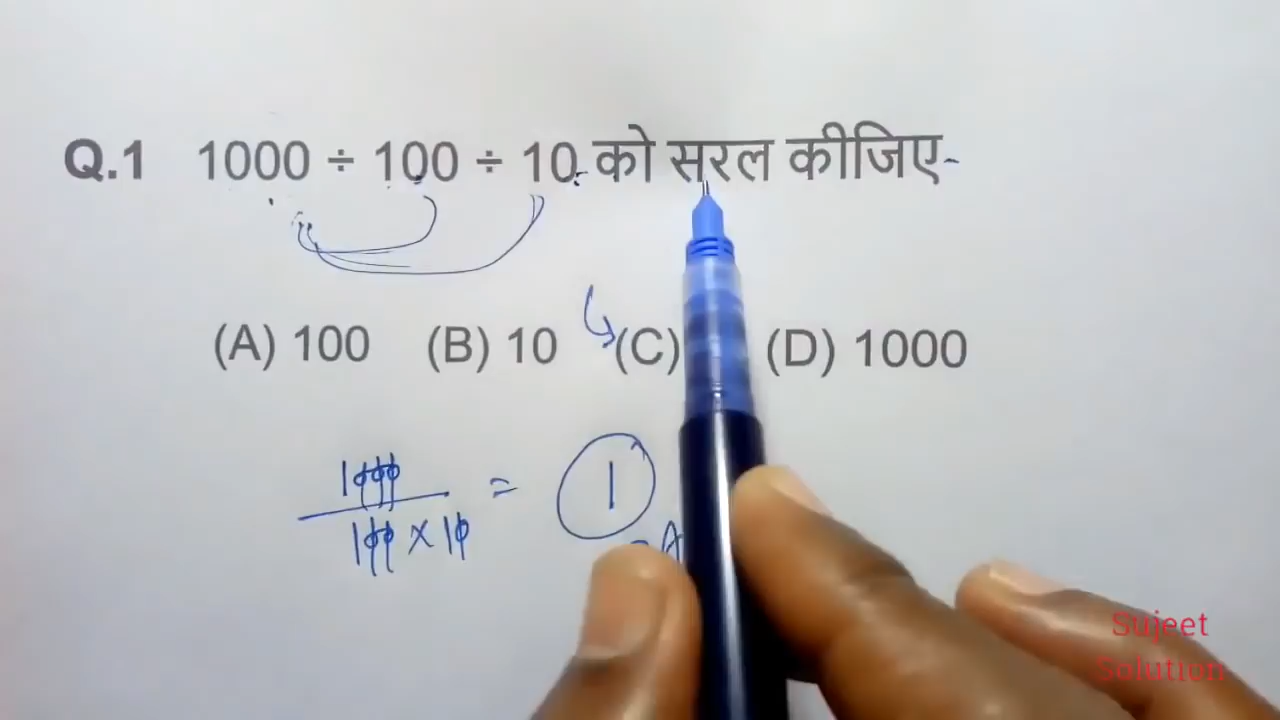 Q.1 1000 ÷ 100 ÷ 10 को सरल कीजिए-
(A) 100 (B) 10 (C) (D) 1000
1000
100 × 10
= 1
Sujeet
Solution